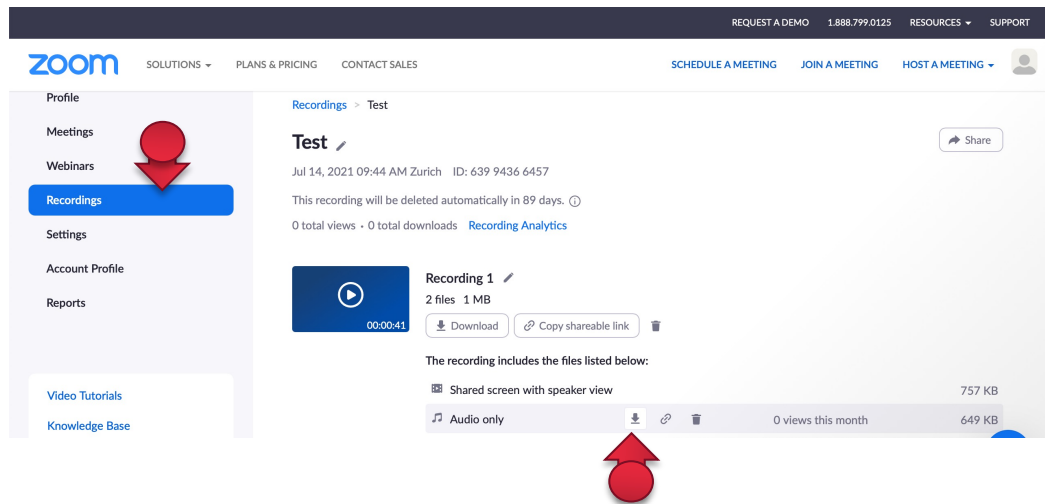 REQUEST A DEMO 1.888.799.0125 RESOURCES SUPPORT
zoom SOLUTIONS PLANS & PRICING CONTACT SALES SCHEDULE A MEETING JOIN A MEETING HOST A MEETING
Profile
Meetings
Webinars
Recordings
Settings
Account Profile
Reports
Video Tutorials
Knowledge Base
Recordings > Test
Test
Share
Jul 14, 2021 09:44 AM Zurich ID: 639 9436 6457
This recording will be deleted automatically in 89 days.
0 total views • 0 total downloads Recording Analytics
00:00:41
Recording 1
2 files 1 MB
Download Copy shareable link
The recording includes the files listed below:
Shared screen with speaker view 757 KB
Audio only 0 views this month 649 KB